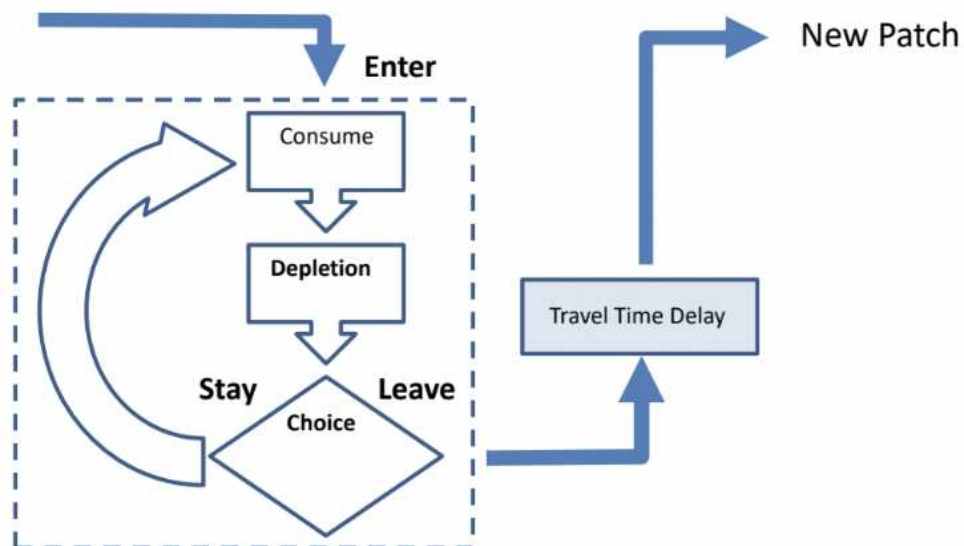 New Patch
Enter
Consume
Depletion
Travel Time Delay
Stay
Leave
Choice